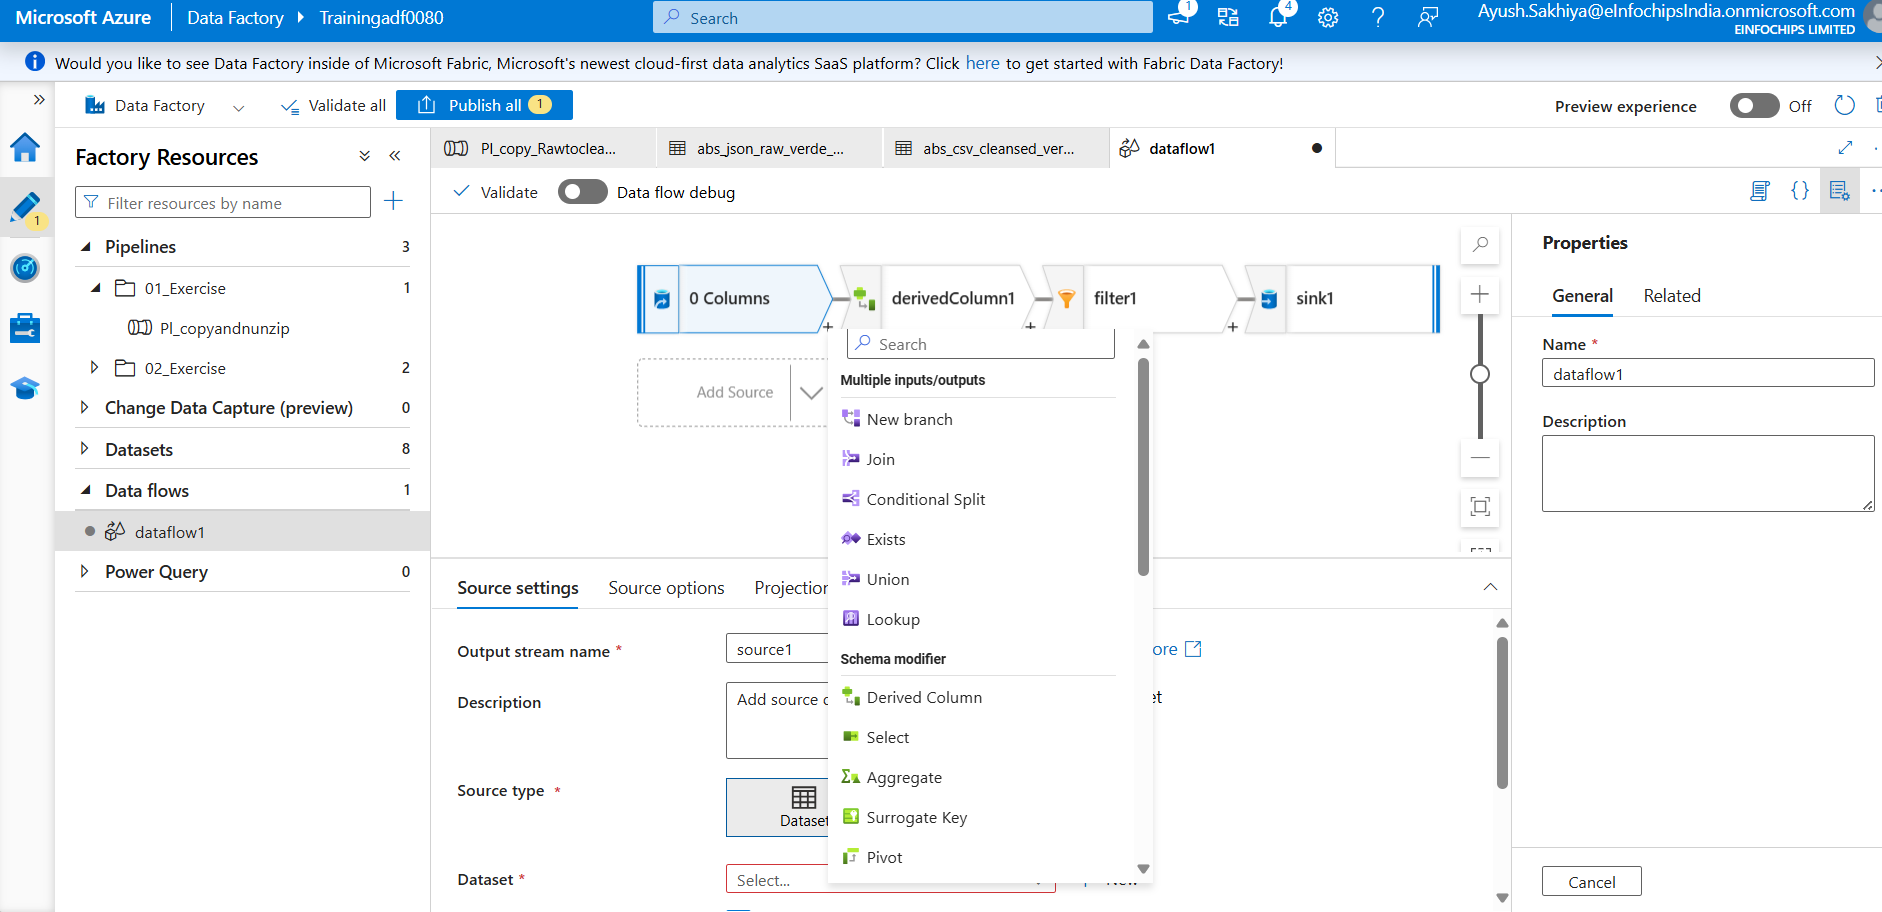 Microsoft Azure
Data Factory
Trainingadf0080
Search
1
4
Ayush.Sakhiya@eInfochipsIndia.onmicrosoft.com
EINFOCHIPS LIMITED
Would you like to see Data Factory inside of Microsoft Fabric, Microsoft's newest cloud-first data analytics SaaS platform? Click here to get started with Fabric Data Factory!
Data Factory
Validate all
Publish all 1
Preview experience
Off
1
Factory Resources
Filter resources by name
Pipelines 3
01_Exercise 1
Pl_copyandnunzip
02_Exercise 2
Change Data Capture (preview) 0
Datasets 8
Data flows 1
dataflow1
Power Query 0
Pl_copy_Rawtoclea...
abs_json_raw_verde_...
abs_csv_cleansed_ver...
dataflow1
Validate
Data flow debug
0 Columns
derivedColumn1
filter1
sink1
Add Source
Search
Multiple inputs/outputs
New branch
Join
Conditional Split
Exists
Union
Lookup
Schema modifier
Derived Column
Select
Aggregate
Surrogate Key
Pivot
Source settings
Source options
Projection
Output stream name *
source1
Description
Add source
Source type *
Dataset
Dataset *
Select...
Properties
General
Related
Name *
dataflow1
Description
Cancel